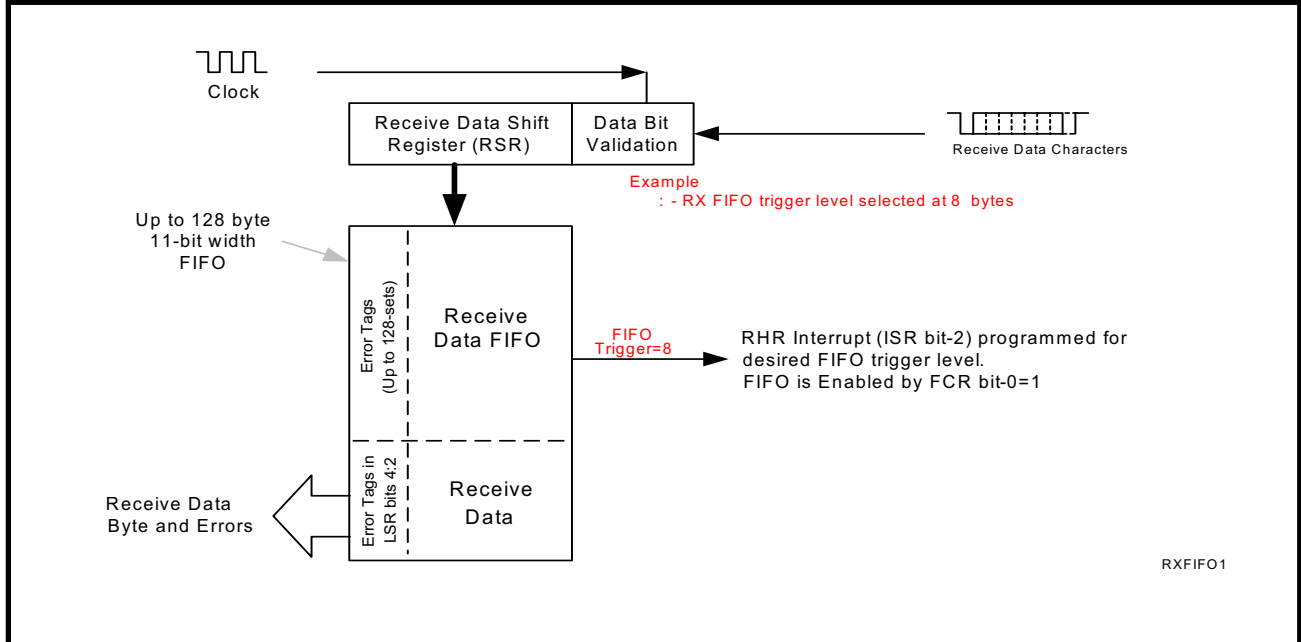 Clock
Receive Data Shift
Register (RSR)
Data Bit
Validation
Receive Data Characters
Example
: - RX FIFO trigger level selected at 8 bytes
Up to 128 byte
11-bit width
FIFO
Error Tags
(Up to 128-sets)
Receive
Data FIFO
FIFO
Trigger=8
RHR Interrupt (ISR bit-2) programmed for
desired FIFO trigger level.
FIFO is Enabled by FCR bit-0=1
Error Tags in
LSR bits 4:2
Receive
Data
Receive Data
Byte and Errors
RXFIFO1